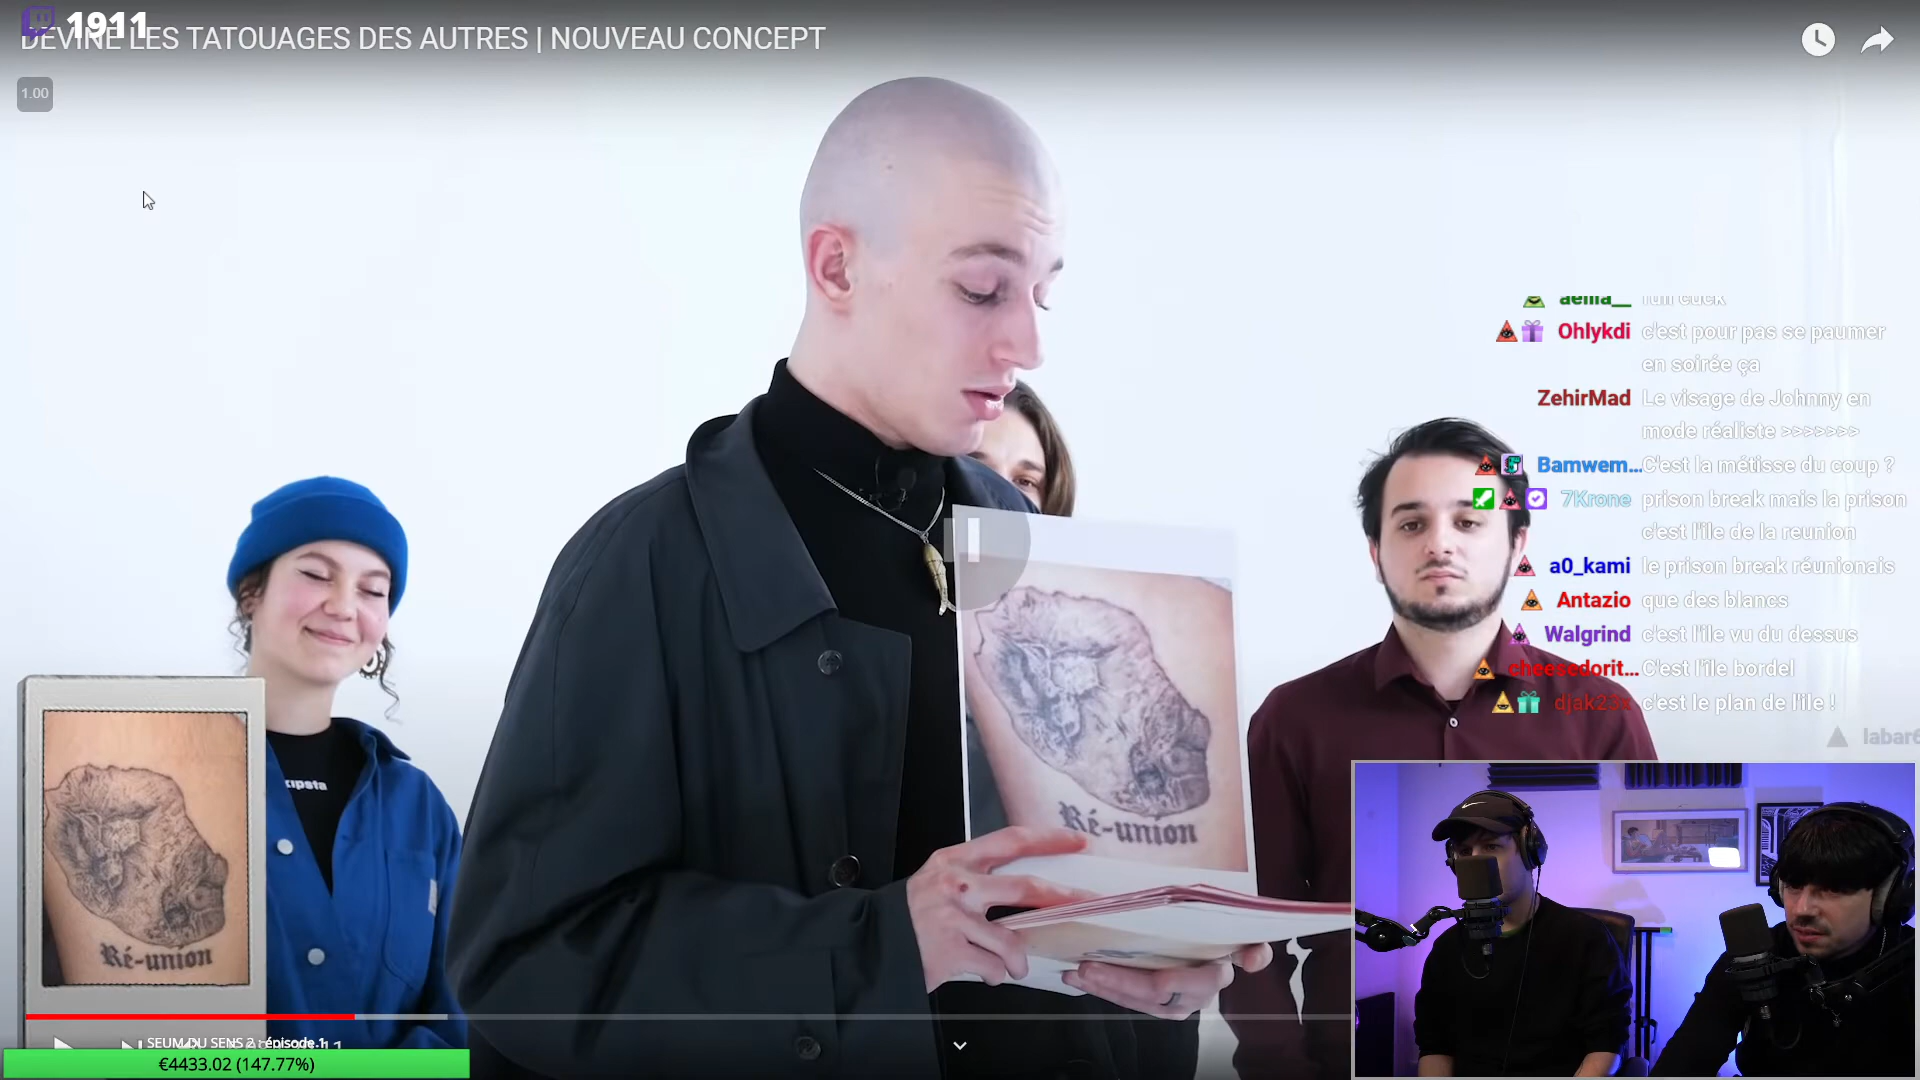 1911
DEVINE LES TATOUAGES DES AUTRES | NOUVEAU CONCEPT
1.00
aema__
Ohlykdi c'est pour pas se paumer
en soirée ça
ZehirMad Le visage de Johnny en
mode réaliste >>>>>>>
Bamwem... C'est la métisse du coup ?
7Krone prison break mais la prison
c'est l'île de la reunion
a0_kami le prison break réunionais
Antazio que des blancs
Walgrind c'est l'île vu du dessus
cheesedorit... C'est l'île bordel
djak23x c'est le plan de l'île !
labar6
kipsta
Ré-union
Ré-union
SEUM DU SENS 2 - épisode 1
€4433.02 (147.77%)